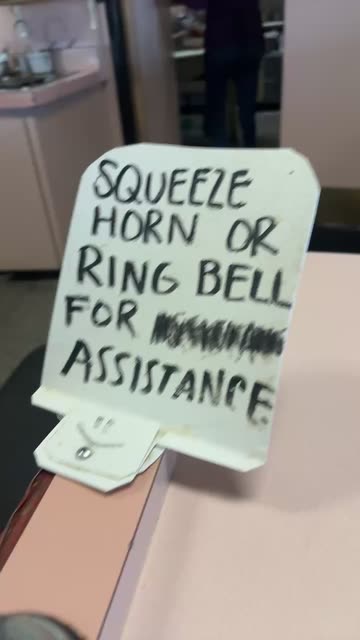 SQUEEZE
HORN OR
RING BELL
FOR
ASSISTANCE